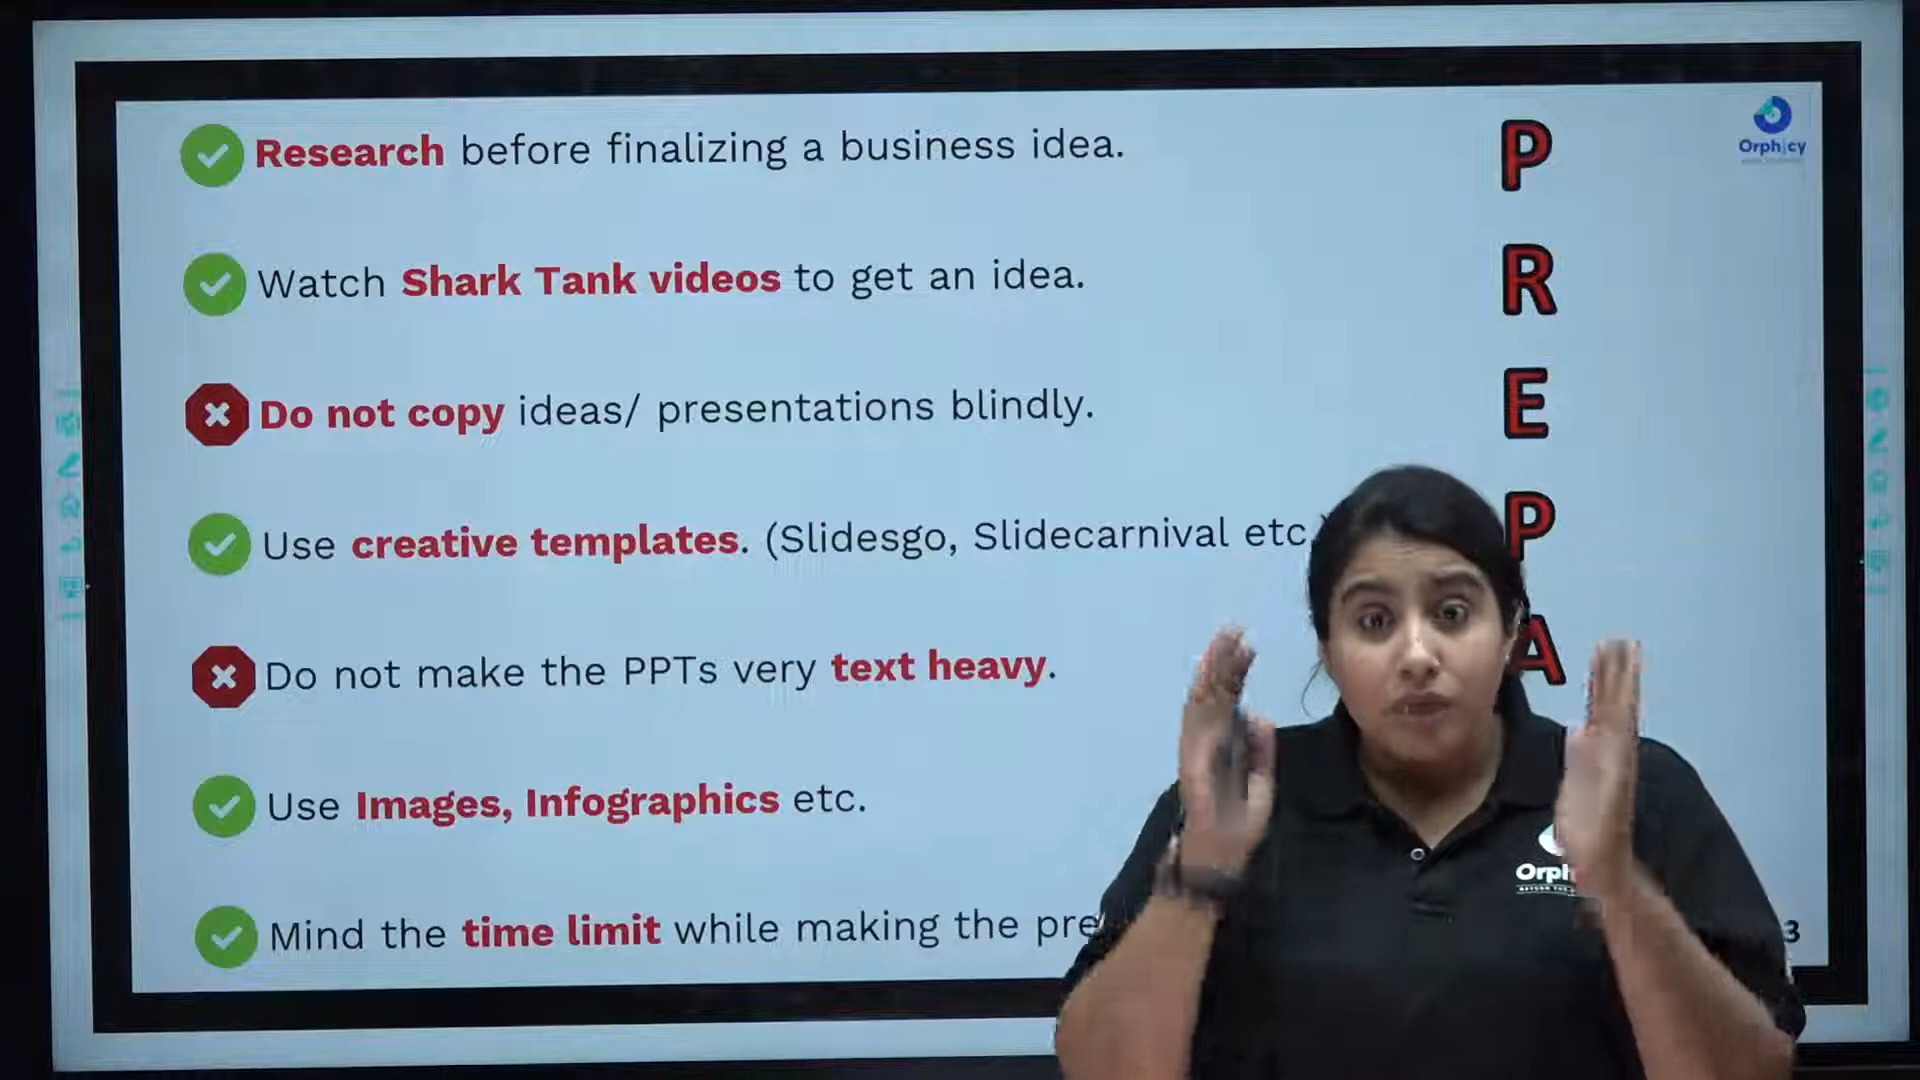 Research before finalizing a business idea.
Watch Shark Tank videos to get an idea.
Do not copy ideas/ presentations blindly.
Use creative templates. (Slidesgo, Slidecarnival etc.
Do not make the PPTs very text heavy.
Use Images, Infographics etc.
Mind the time limit while making the pre
P
R
E
P
A
Orphicy
Orph
3